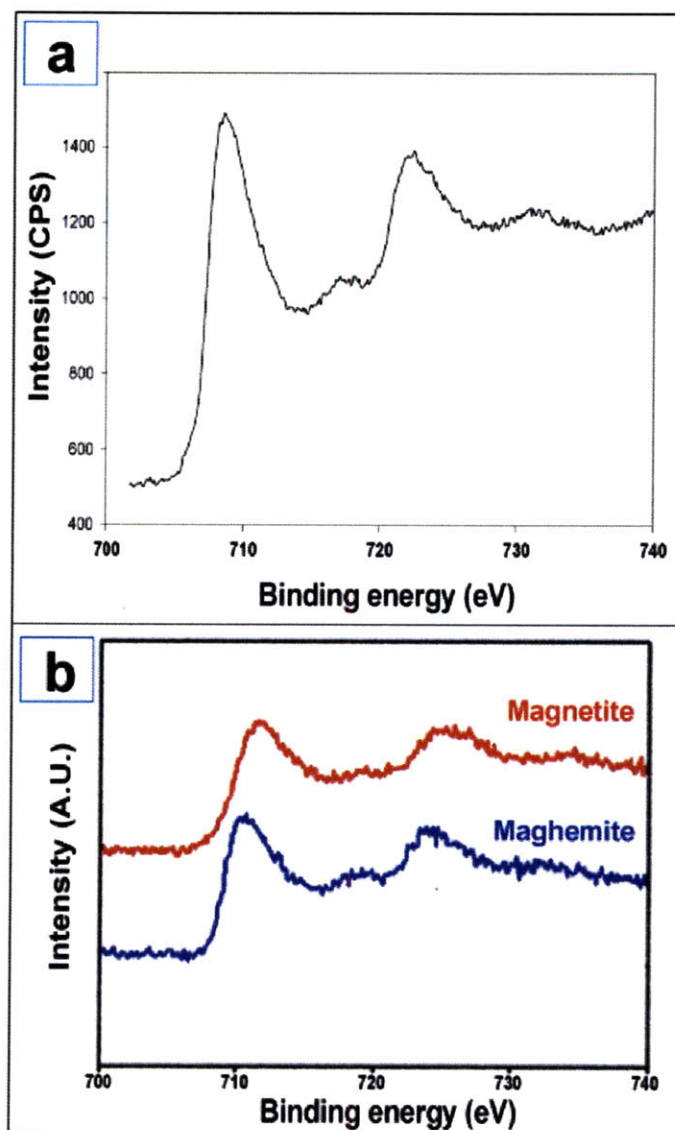 a
Intensity (CPS)
1400
1200
1000
800
600
400
700
710
720
730
740
Binding energy (eV)
b
Intensity (A.U.)
Magnetite
Maghemite
700
710
720
730
740
Binding energy (eV)